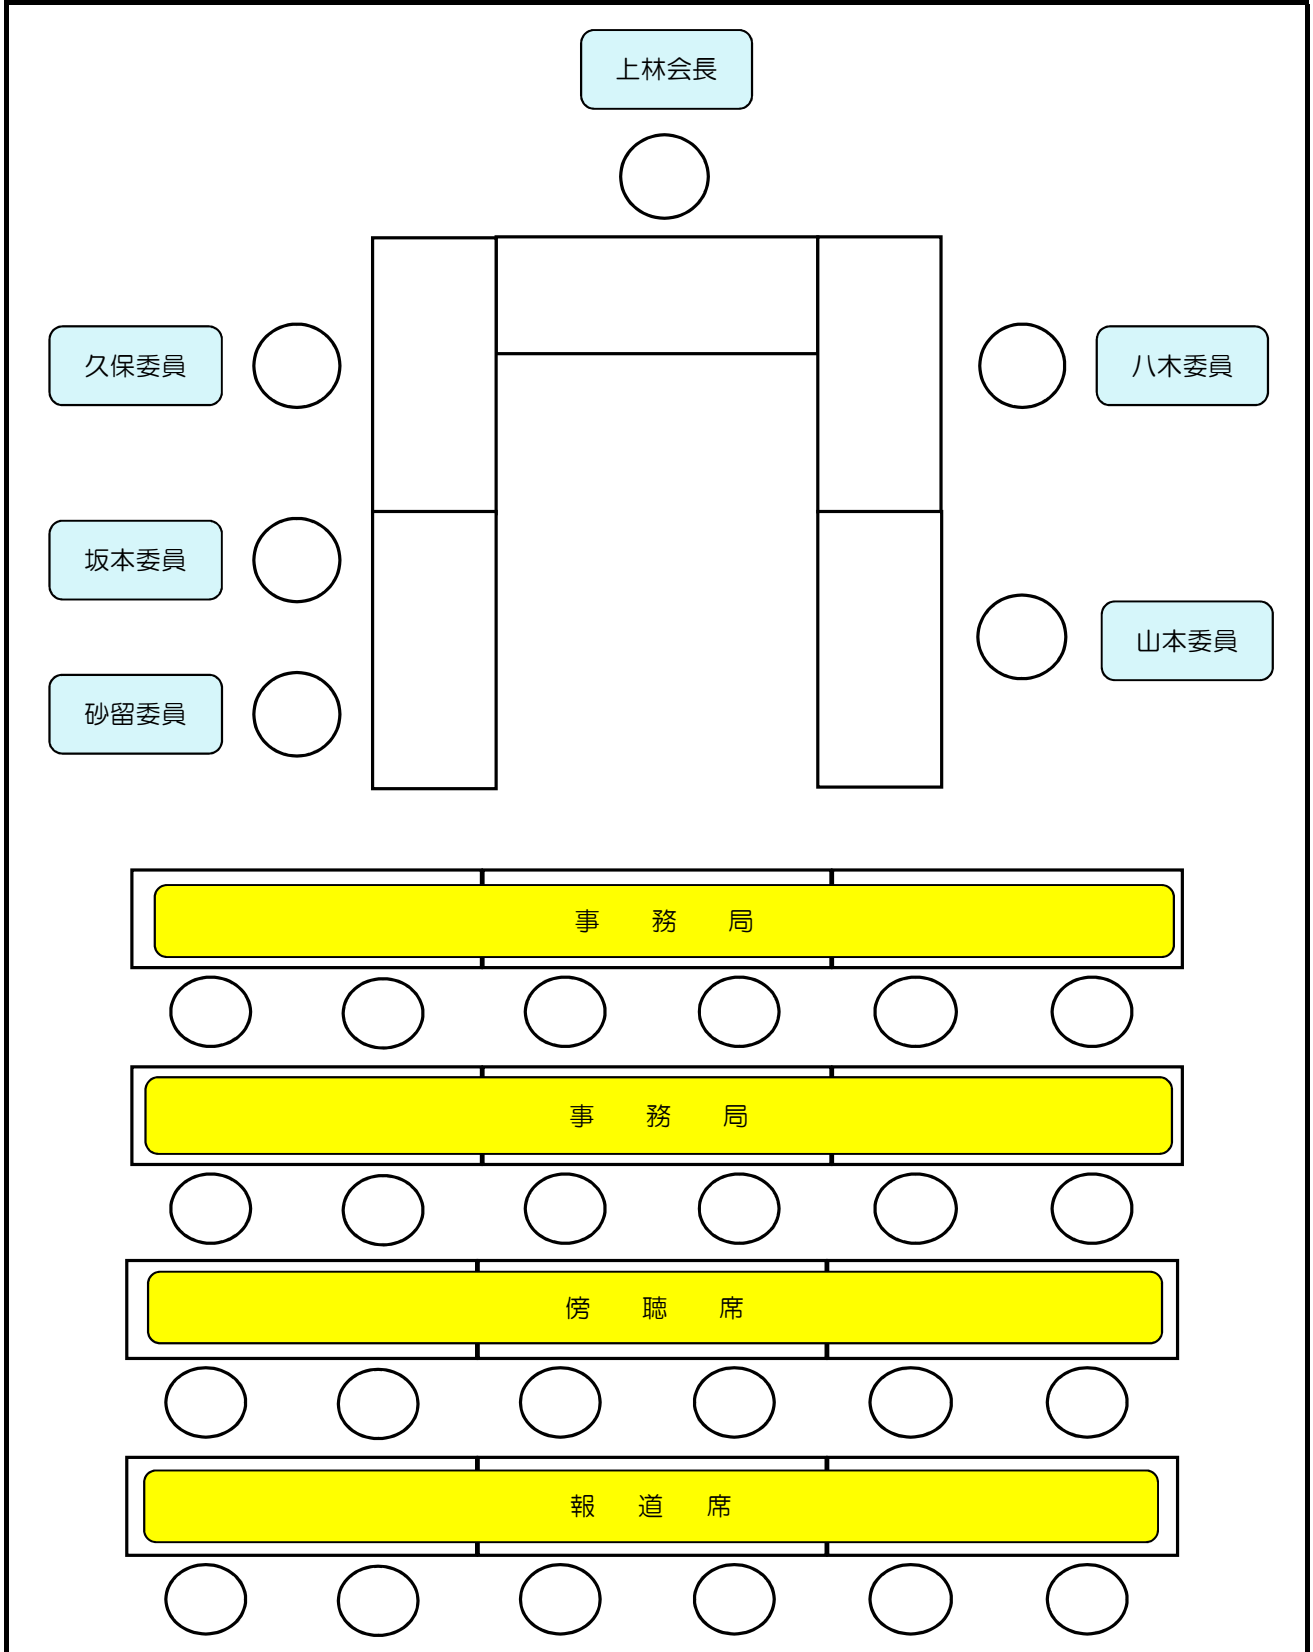 上林会長
久保委員
八木委員
坂本委員
山本委員
砂留委員
事　務　局
事　務　局
傍　聴　席
報　道　席